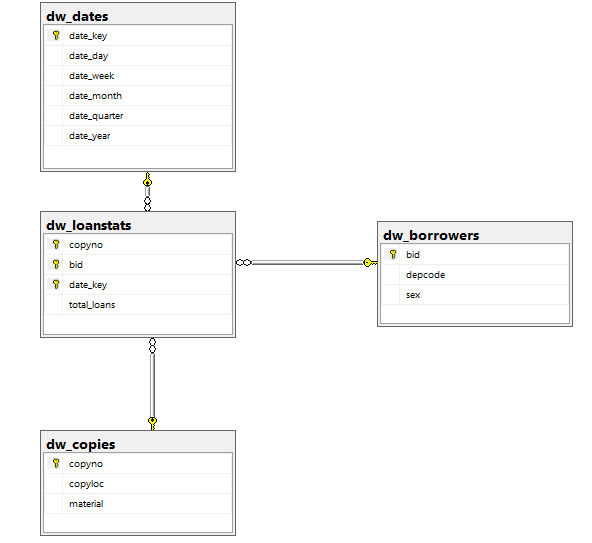 dw_dates
date_key
date_day
date_week
date_month
date_quarter
date_year
dw_loanstats
copyno
bid
date_key
total_loans
dw_borrowers
bid
depcode
sex
dw_copies
copyno
copyloc
material